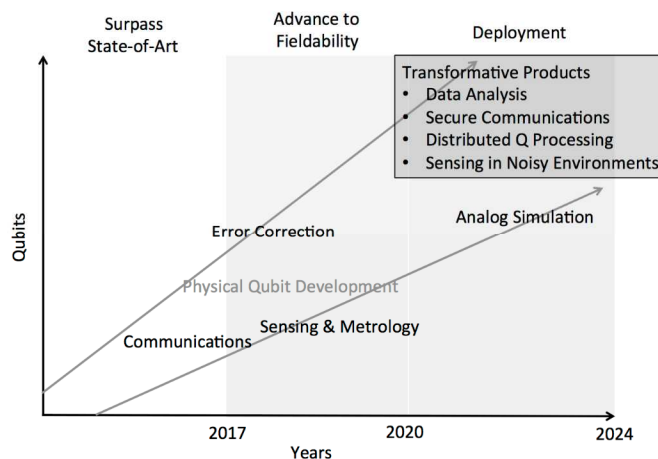 Surpass
State-of-Art
Advance to
Fieldability
Deployment
Transformative Products
• Data Analysis
• Secure Communications
• Distributed Q Processing
• Sensing in Noisy Environments
Analog Simulation
Error Correction
Physical Qubit Development
Sensing & Metrology
Communications
Qubits
2017
2020
2024
Years